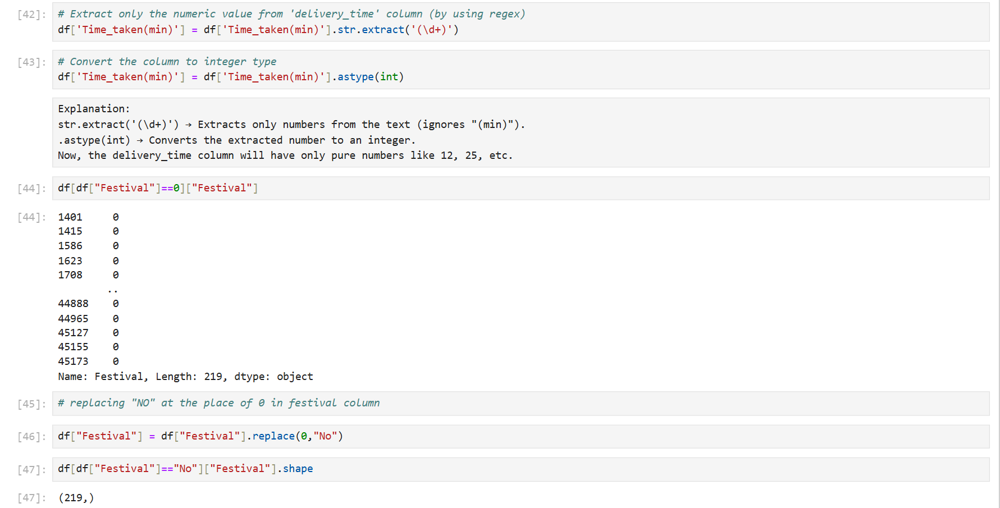 [42]: # Extract only the numeric value from 'delivery_time' column (by using regex)
df['Time_taken(min)'] = df['Time_taken(min)'].str.extract('(\d+)')
[43]: # Convert the column to integer type
df['Time_taken(min)'] = df['Time_taken(min)'].astype(int)
Explanation:
str.extract('(\d+)') → Extracts only numbers from the text (ignores "(min)").
.astype(int) → Converts the extracted number to an integer.
Now, the delivery_time column will have only pure numbers like 12, 25, etc.
[44]: df[df["Festival"]==0]["Festival"]
[44]: 1401 0
1415 0
1586 0
1623 0
1708 0
..
44888 0
44965 0
45127 0
45155 0
45173 0
Name: Festival, Length: 219, dtype: object
[45]: # replacing "NO" at the place of 0 in festival column
[46]: df["Festival"] = df["Festival"].replace(0,"No")
[47]: df[df["Festival"]=="No"]["Festival"].shape
[47]: (219,)